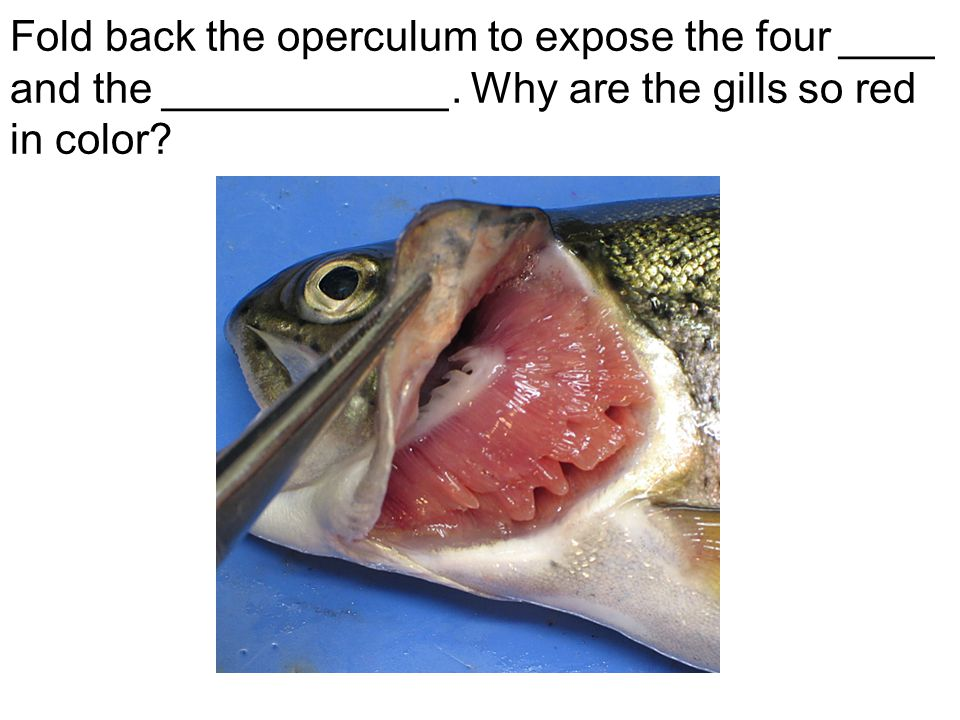 Fold back the operculum to expose the four ____
and the ____________. Why are the gills so red
in color?